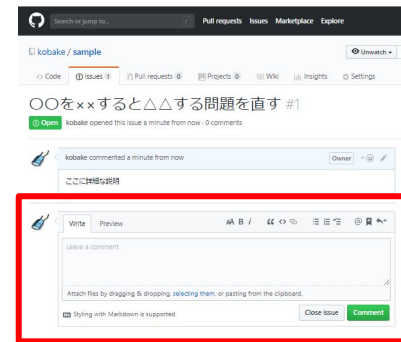 Search or jump to... /
Pull requests Issues Marketplace Explore
kobake / sample
Unwatch
Code Issues 1 Pull requests 0 Projects 0 Wiki Insights Settings
〇〇を××すると△△する問題を直す #1
Open kobake opened this issue a minute from now · 0 comments
kobake commented a minute from now
Owner
ここに詳細な説明
Write Preview
AA B i “ <>
@
Leave a comment
Attach files by dragging & dropping, selecting them, or pasting from the clipboard.
Styling with Markdown is supported
Close issue Comment